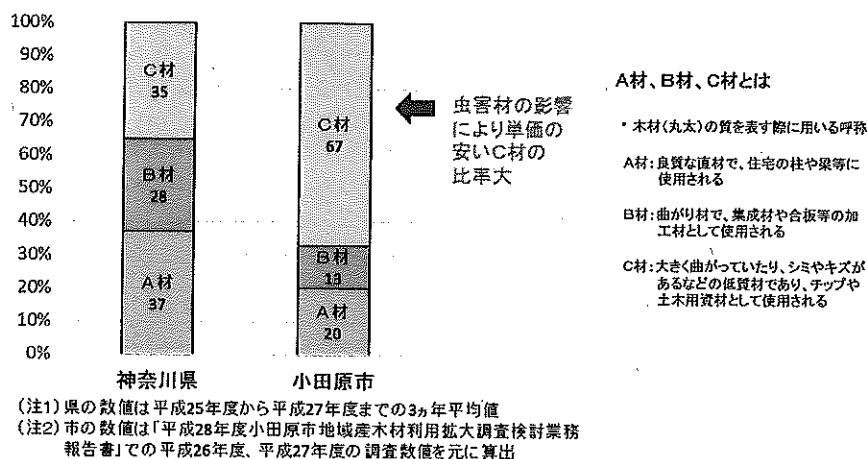 100%
90%
80%
70%
60%
50%
40%
30%
20%
10%
0%
C材
35
B材
28
A材
37
神奈川県
C材
67
B材
13
A材
20
小田原市
虫害材の影響
により単価の
安いC材の
比率大
A材、B材、C材とは
・木材(丸太)の質を表す際に用いる呼称
A材:良質な直材で、住宅の柱や梁等に
使用される
B材:曲がり材で、集成材や合板等の加
工材として使用される
C材:大きく曲がっていたり、シミやキズが
あるなどの低質材であり、チップや
土木用資材として使用される
(注1)県の数値は平成25年度から平成27年度までの3ヵ年平均値
(注2)市の数値は「平成28年度小田原市地域産木材利用拡大調査検討業務
報告書」での平成26年度、平成27年度の調査数値を元に算出